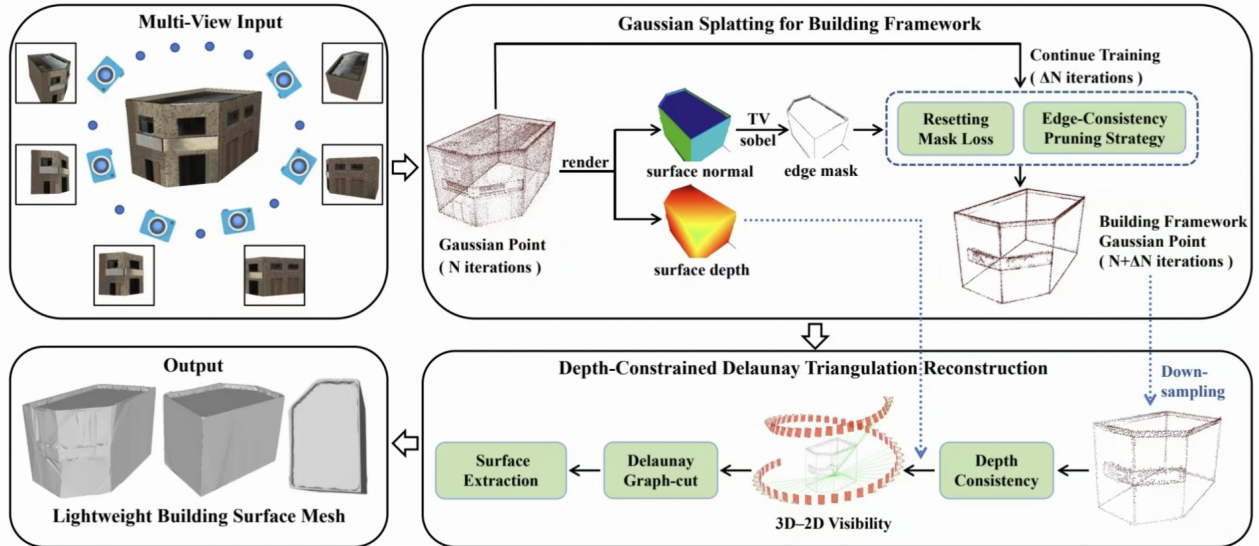 Multi-View Input
Gaussian Splatting for Building Framework
Continue Training
( ΔN iterations )
Resetting
Mask Loss
Edge-Consistency
Pruning Strategy
render
TV
sobel
surface normal
edge mask
Gaussian Point
( N iterations )
surface depth
Building Framework
Gaussian Point
( N+ΔN iterations )
Output
Lightweight Building Surface Mesh
Depth-Constrained Delaunay Triangulation Reconstruction
Down-
sampling
Surface
Extraction
Delaunay
Graph-cut
3D–2D Visibility
Depth
Consistency